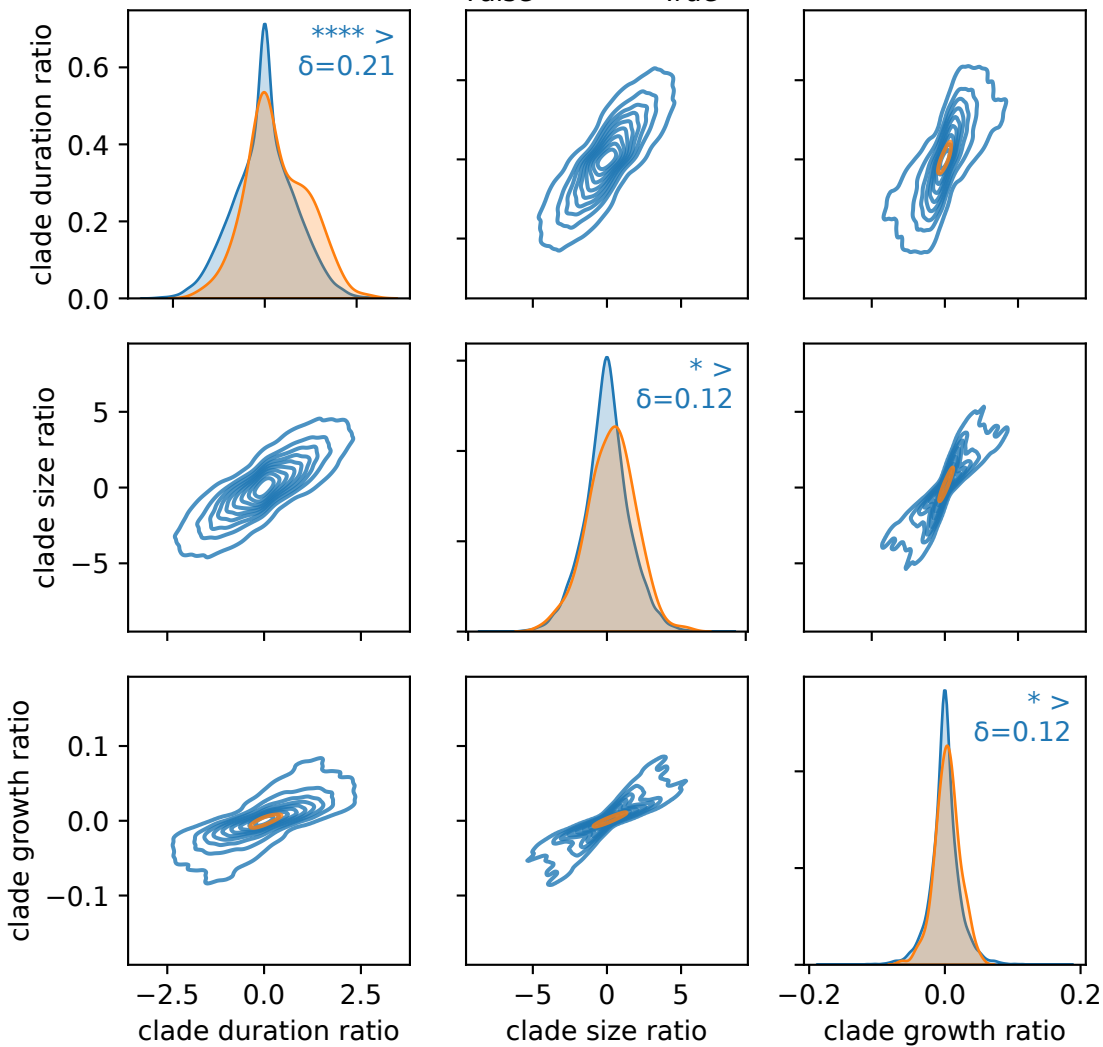 **** >
δ=0.21
clade duration ratio
0.6
0.4
0.2
0.0
* >
δ=0.12
clade size ratio
5
0
−5
* >
δ=0.12
clade growth ratio
0.1
0.0
−0.1
−2.5 0.0 2.5
clade duration ratio
−5 0 5
clade size ratio
−0.2 0.0 0.2
clade growth ratio